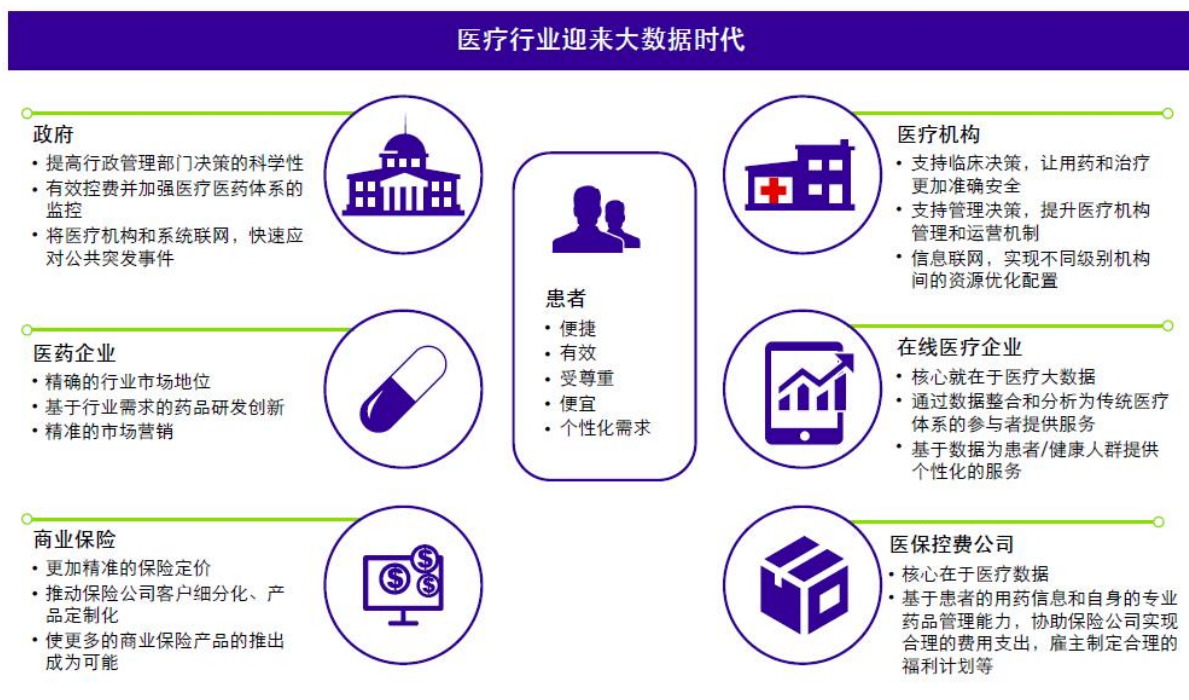 医疗行业迎来大数据时代
政府
• 提高行政管理部门决策的科学性
• 有效控费并加强医疗医药体系的
监控
• 将医疗机构和系统联网，快速应
对公共突发事件
医药企业
• 精确的行业市场地位
• 基于行业需求的药品研发创新
• 精准的市场营销
商业保险
• 更加精准的保险定价
• 推动保险公司客户细分化、产
品定制化
• 使更多的商业保险产品的推出
成为可能
患者
• 便捷
• 有效
• 受尊重
• 便宜
• 个性化需求
医疗机构
• 支持临床决策，让用药和治疗
更加准确安全
• 支持管理决策，提升医疗机构
管理和运营机制
• 信息联网，实现不同级别机构
间的资源优化配置
在线医疗企业
• 核心就在于医疗大数据
• 通过数据整合和分析为传统医疗
体系的参与者提供服务
• 基于数据为患者/健康人群提供
个性化的服务
医保控费公司
• 核心在于医疗数据
• 基于患者的用药信息和自身的专业
药品管理能力，协助保险公司实现
合理的费用支出，雇主制定合理的
福利计划等
$
$
$